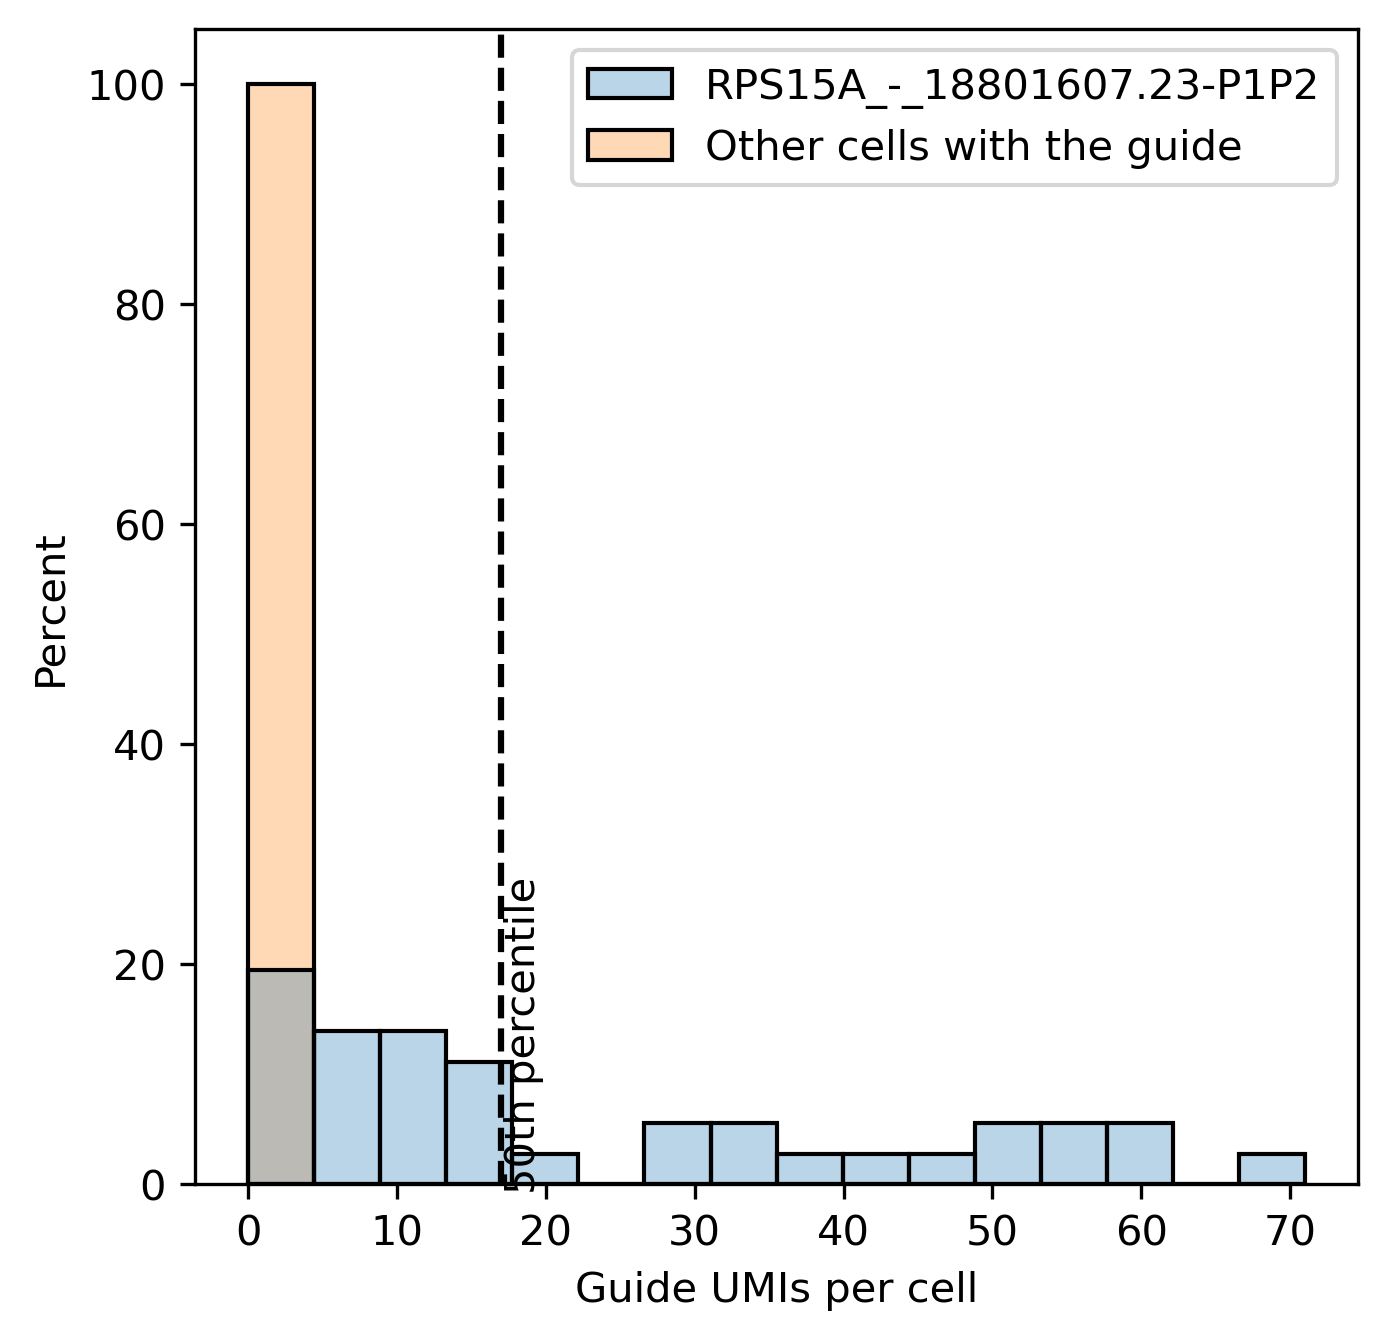 RPS15A_-_18801607.23-P1P2
Other cells with the guide
100
80
60
40
20
0
Percent
50th percentile
0 10 20 30 40 50 60 70
Guide UMIs per cell